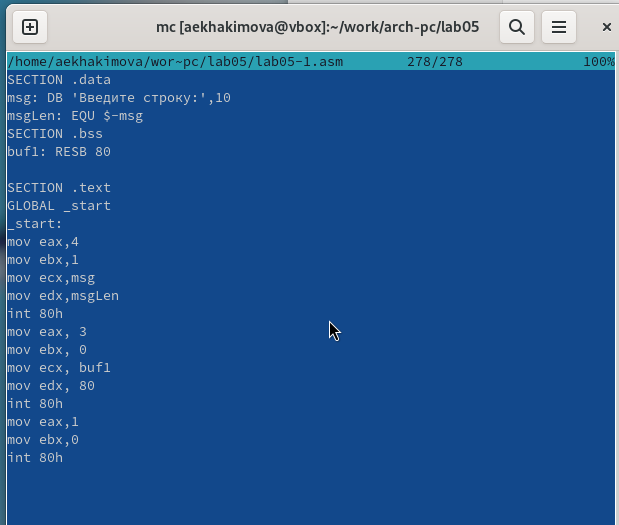 mc [aekhakimova@vbox]:~/work/arch-pc/lab05
/home/aekhakimova/wor~pc/lab05/lab05-1.asm 278/278 100%
SECTION .data
msg: DB 'Введите строку:',10
msgLen: EQU $-msg
SECTION .bss
buf1: RESB 80
SECTION .text
GLOBAL _start
_start:
mov eax,4
mov ebx,1
mov ecx,msg
mov edx,msgLen
int 80h
mov eax, 3
mov ebx, 0
mov ecx, buf1
mov edx, 80
int 80h
mov eax,1
mov ebx,0
int 80h